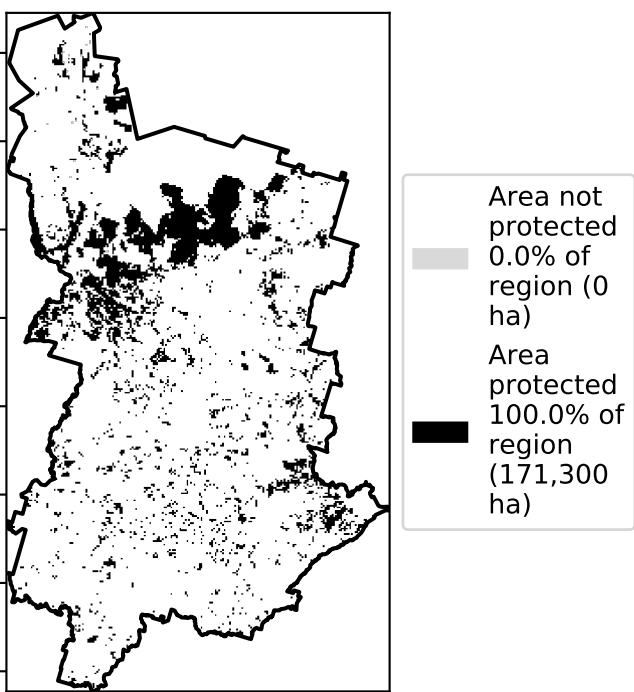 Area not
protected
0.0% of
region (0
ha)
Area
protected
100.0% of
region
(171,300
ha)